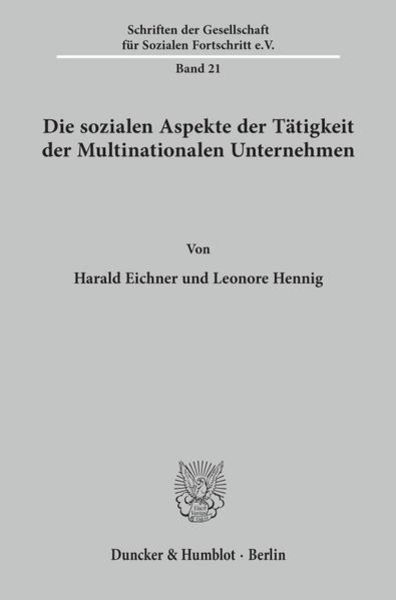 Schriften der Gesellschaft
für Sozialen Fortschritt e.V.
Band 21
Die sozialen Aspekte der Tätigkeit
der Multinationalen Unternehmen
Von
Harald Eichner und Leonore Hennig
Duncker & Humblot · Berlin